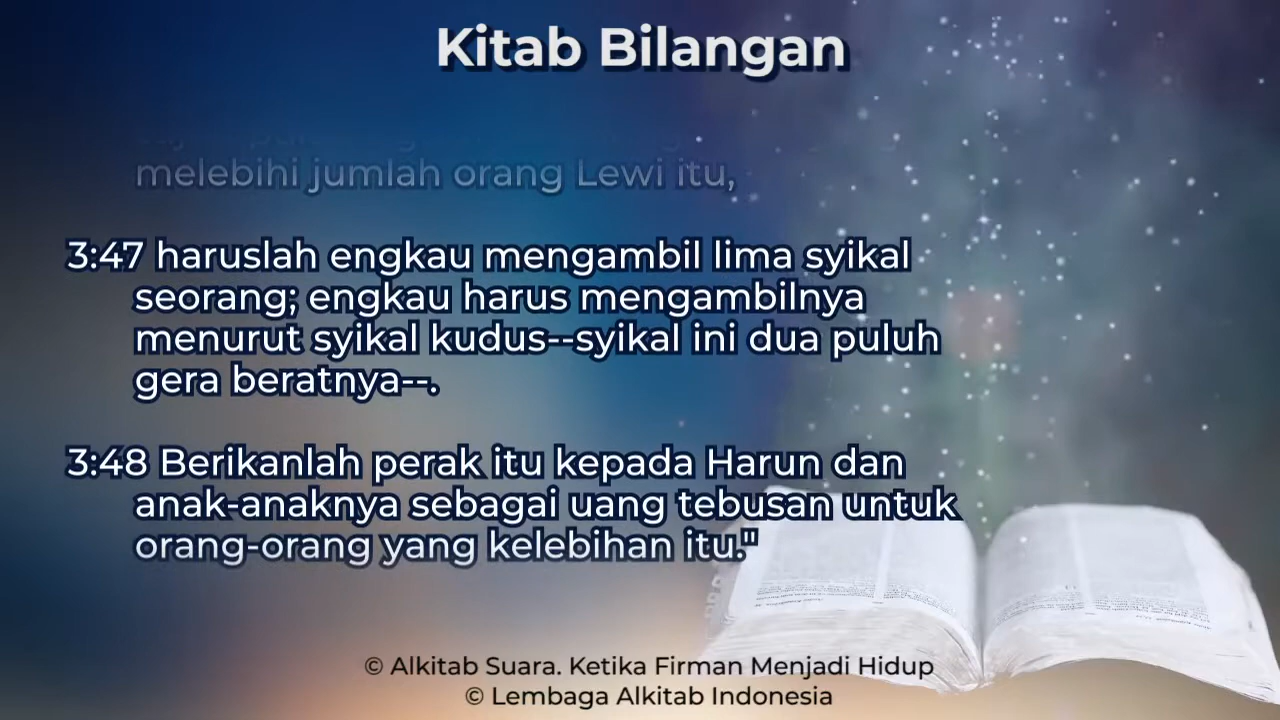 Kitab Bilangan
melebihi jumlah orang Lewi itu,
3:47 haruslah engkau mengambil lima syikal
seorang; engkau harus mengambilnya
menurut syikal kudus--syikal ini dua puluh
gera beratnya--.
3:48 Berikanlah perak itu kepada Harun dan
anak-anaknya sebagai uang tebusan untuk
orang-orang yang kelebihan itu."
© Alkitab Suara. Ketika Firman Menjadi Hidup
© Lembaga Alkitab Indonesia